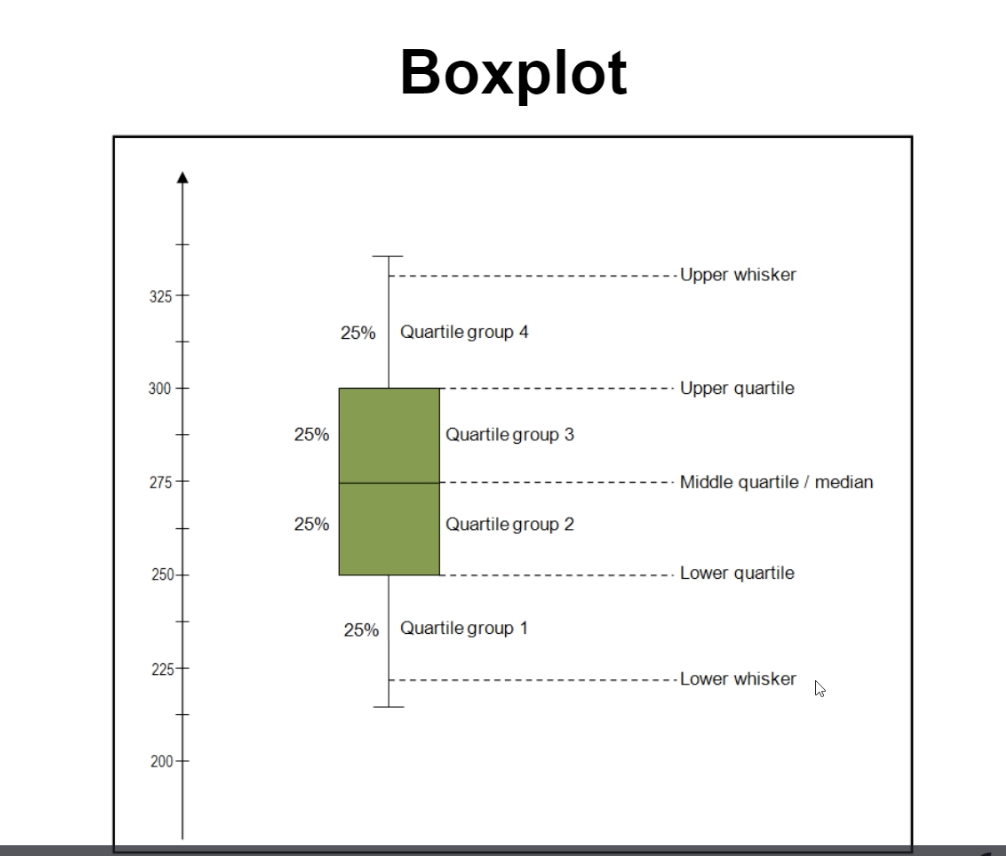 Boxplot
Upper whisker
325
25% Quartile group 4
300
Upper quartile
25% Quartile group 3
275
Middle quartile / median
25% Quartile group 2
250
Lower quartile
25% Quartile group 1
225
Lower whisker
200